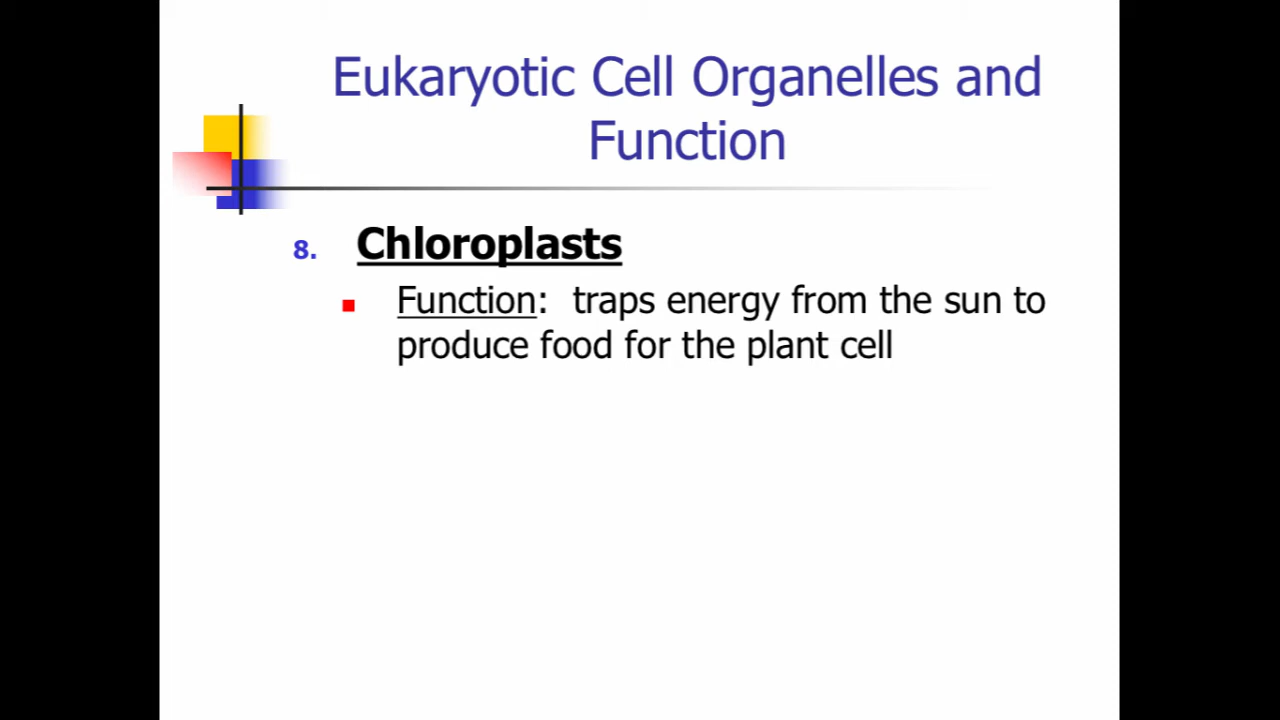 Eukaryotic Cell Organelles and
Function
8. Chloroplasts
Function: traps energy from the sun to
produce food for the plant cell